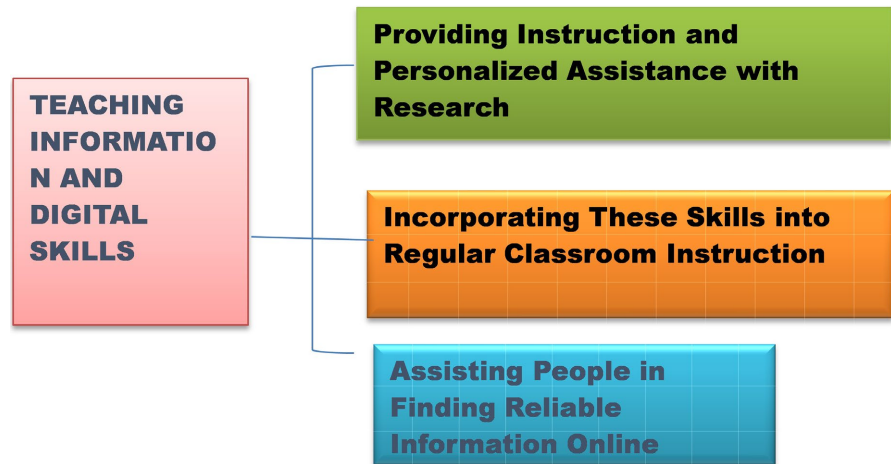 TEACHING
INFORMATIO
N AND
DIGITAL
SKILLS
Providing Instruction and
Personalized Assistance with
Research
Incorporating These Skills into
Regular Classroom Instruction
Assisting People in
Finding Reliable
Information Online